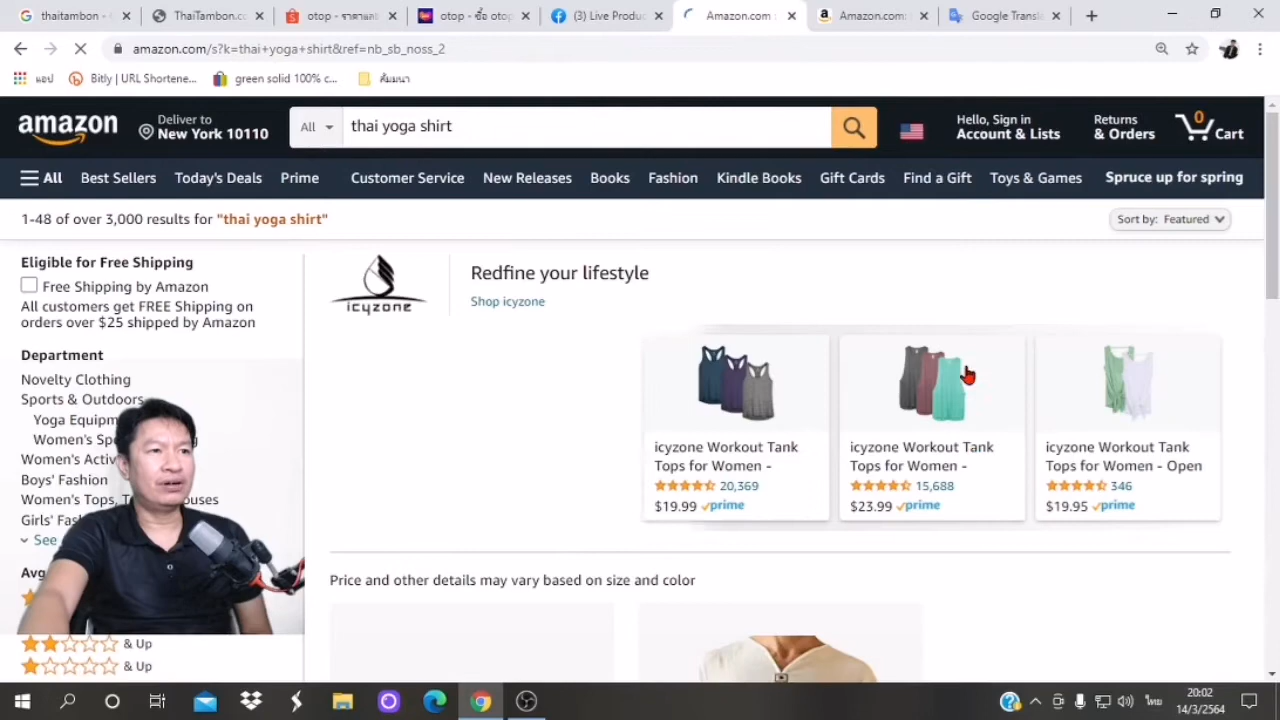 thaitambon -
ThaiTambon.co
otop - ราคาและ
otop - ซื้อ otop
(3) Live Produc
Amazon.com :
Amazon.com:
Google Transla
amazon.com/s?k=thai+yoga+shirt&ref=nb_sb_noss_2
แอป
Bitly | URL Shortene...
green solid 100% c...
สัมมนา
amazon
Deliver to
New York 10110
All
thai yoga shirt
Hello, Sign in
Account & Lists
Returns
& Orders
0
Cart
All
Best Sellers
Today's Deals
Prime
Customer Service
New Releases
Books
Fashion
Kindle Books
Gift Cards
Find a Gift
Toys & Games
Spruce up for spring
1-48 of over 3,000 results for "thai yoga shirt"
Sort by: Featured
Eligible for Free Shipping
Free Shipping by Amazon
All customers get FREE Shipping on
orders over $25 shipped by Amazon
Department
Novelty Clothing
Sports & Outdoors
Yoga Equipm
Women's Sp
Women's Activ
Boys' Fashion
Women's Tops, T
ouses
Girls' Fas
See
Avg
& Up
& Up
icyzone
Redfine your lifestyle
Shop icyzone
icyzone Workout Tank
Tops for Women -
20,369
$19.99 prime
icyzone Workout Tank
Tops for Women -
15,688
$23.99 prime
icyzone Workout Tank
Tops for Women - Open
346
$19.95 prime
Price and other details may vary based on size and color
ไทย
20:02
14/3/2564